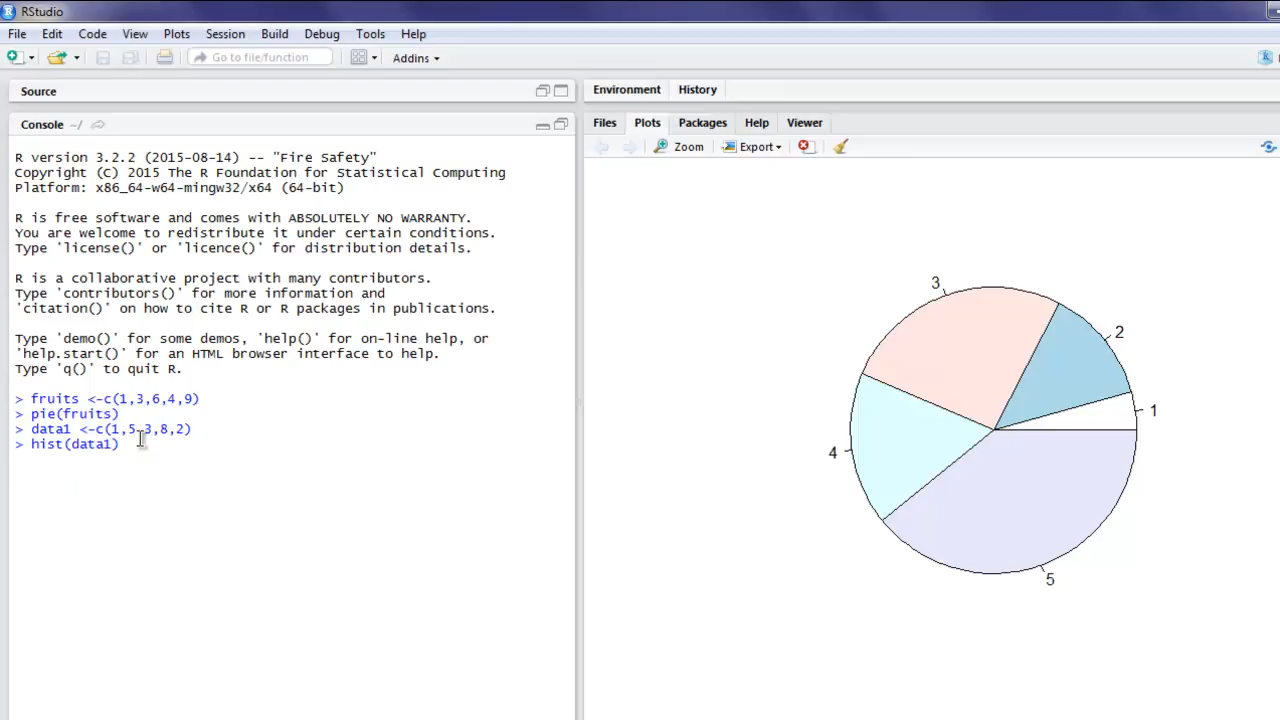 RStudio
File Edit Code View Plots Session Build Debug Tools Help
Go to file/function Addins
Source
Console ~/
R version 3.2.2 (2015-08-14) -- "Fire Safety"
Copyright (C) 2015 The R Foundation for Statistical Computing
Platform: x86_64-w64-mingw32/x64 (64-bit)
R is free software and comes with ABSOLUTELY NO WARRANTY.
You are welcome to redistribute it under certain conditions.
Type 'license()' or 'licence()' for distribution details.
R is a collaborative project with many contributors.
Type 'contributors()' for more information and
'citation()' on how to cite R or R packages in publications.
Type 'demo()' for some demos, 'help()' for on-line help, or
'help.start()' for an HTML browser interface to help.
Type 'q()' to quit R.
> fruits <-c(1,3,6,4,9)
> pie(fruits)
> data1 <-c(1,5,3,8,2)
> hist(data1)
Environment History
Files Plots Packages Help Viewer
Zoom Export
3
2
1
4
5